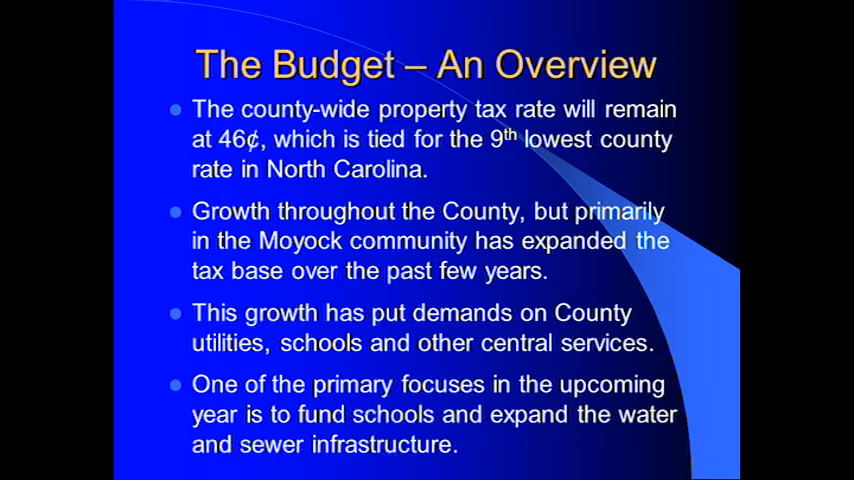 The Budget – An Overview
The county-wide property tax rate will remain
at 46¢, which is tied for the 9th lowest county
rate in North Carolina.
Growth throughout the County, but primarily
in the Moyock community has expanded the
tax base over the past few years.
This growth has put demands on County
utilities, schools and other central services.
One of the primary focuses in the upcoming
year is to fund schools and expand the water
and sewer infrastructure.